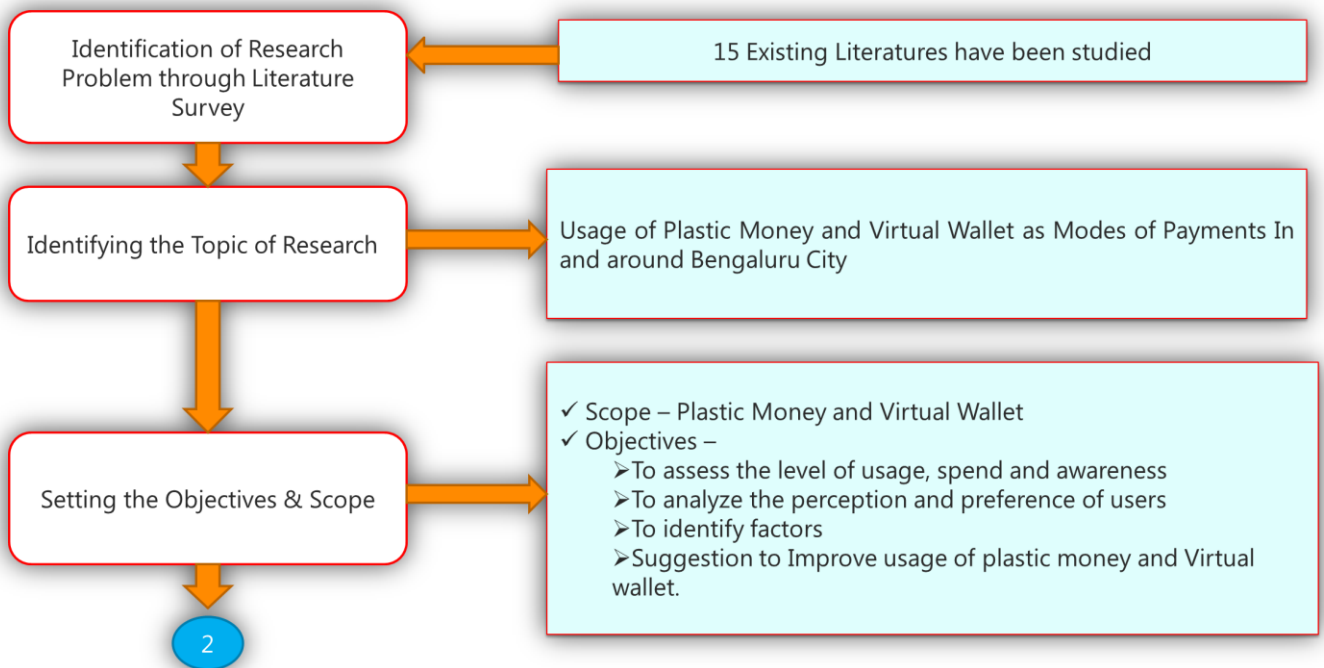 Identification of Research
Problem through Literature
Survey
15 Existing Literatures have been studied
Identifying the Topic of Research
Usage of Plastic Money and Virtual Wallet as Modes of Payments In
and around Bengaluru City
Setting the Objectives & Scope
✓ Scope – Plastic Money and Virtual Wallet
✓ Objectives –
➢To assess the level of usage, spend and awareness
➢To analyze the perception and preference of users
➢To identify factors
➢Suggestion to Improve usage of plastic money and Virtual
wallet.
2